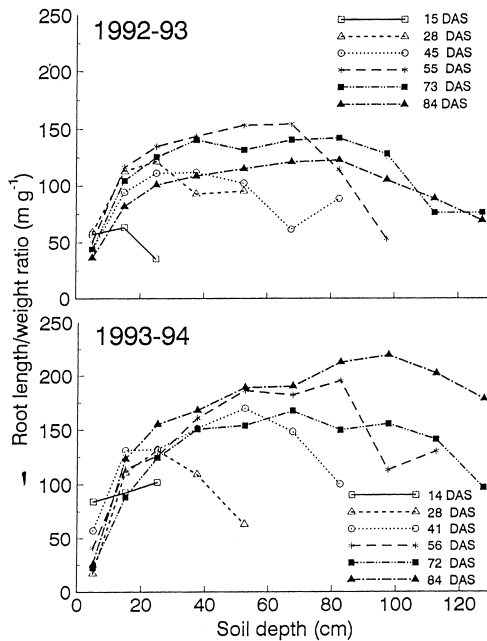 250
1992-93
15 DAS
28 DAS
45 DAS
55 DAS
73 DAS
84 DAS
200
150
100
50
0
Root length/weight ratio (m g-1)
1993-94
250
200
150
100
50
0
14 DAS
28 DAS
41 DAS
56 DAS
72 DAS
84 DAS
0 20 40 60 80 100 120
Soil depth (cm)